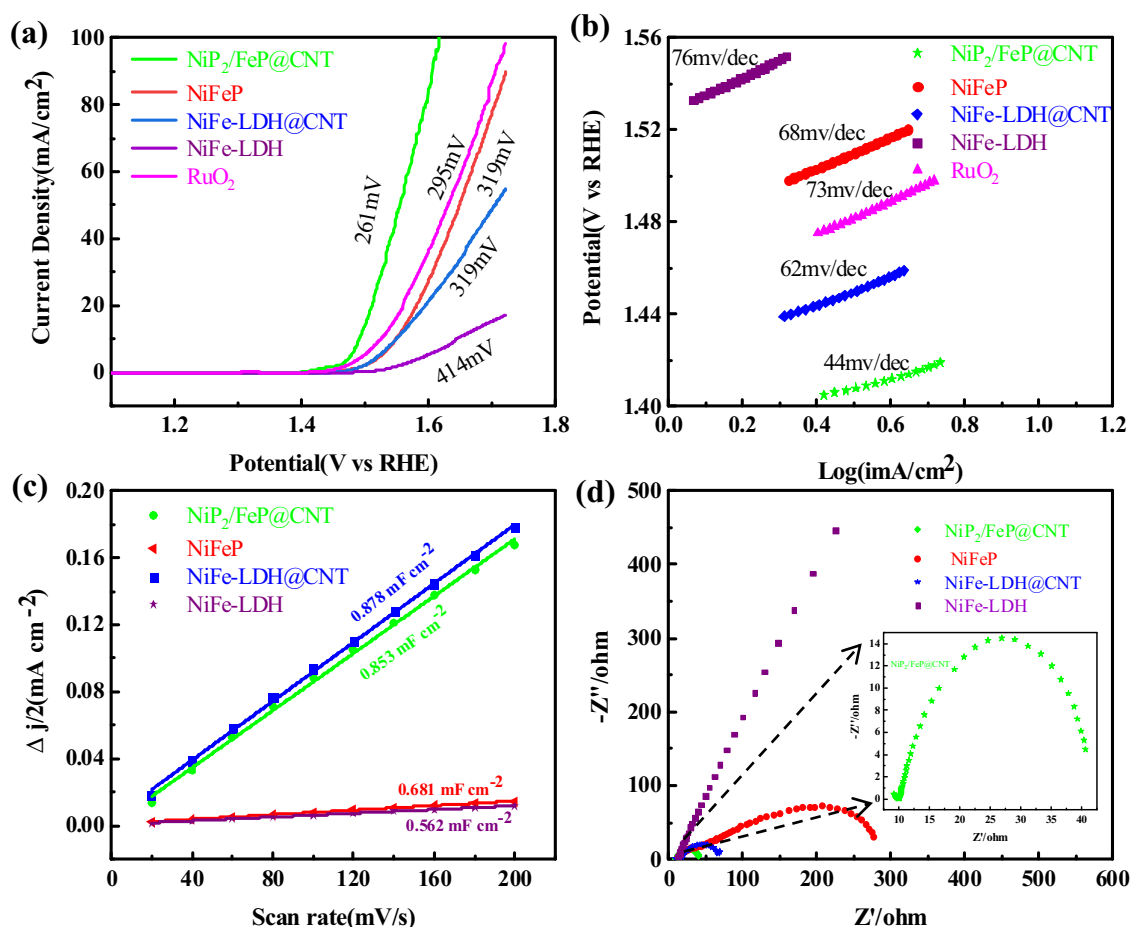 (a)
100
80
60
40
20
0
Current Density(mA/cm²)
1.2
1.4
1.6
1.8
Potential(V vs RHE)
NiP₂/FeP@CNT
NiFeP
NiFe-LDH@CNT
NiFe-LDH
RuO₂
261mV
295mV
319mV
319mV
414mV
(b)
1.56
1.52
1.48
1.44
1.40
Potential(V vs RHE)
0.0
0.2
0.4
0.6
0.8
1.0
1.2
Log(imA/cm²)
NiP₂/FeP@CNT
NiFeP
NiFe-LDH@CNT
NiFe-LDH
RuO₂
76mv/dec
68mv/dec
73mv/dec
62mv/dec
44mv/dec
(c)
0.20
0.16
0.12
0.08
0.04
0.00
Δ j/2(mA cm⁻²)
0
40
80
120
160
200
Scan rate(mV/s)
NiP₂/FeP@CNT
NiFeP
NiFe-LDH@CNT
NiFe-LDH
0.878 mF cm⁻²
0.853 mF cm⁻²
0.681 mF cm⁻²
0.562 mF cm⁻²
(d)
450
400
350
300
250
200
150
100
50
0
-Z''/ohm
0
100
200
300
400
500
600
Z'/ohm
NiP₂/FeP@CNT
NiFeP
NiFe-LDH@CNT
NiFe-LDH
14
12
10
8
6
4
2
0
-Z''/ohm
NiP₂/FeP@CNT
10
15
20
25
30
35
40
Z'/ohm